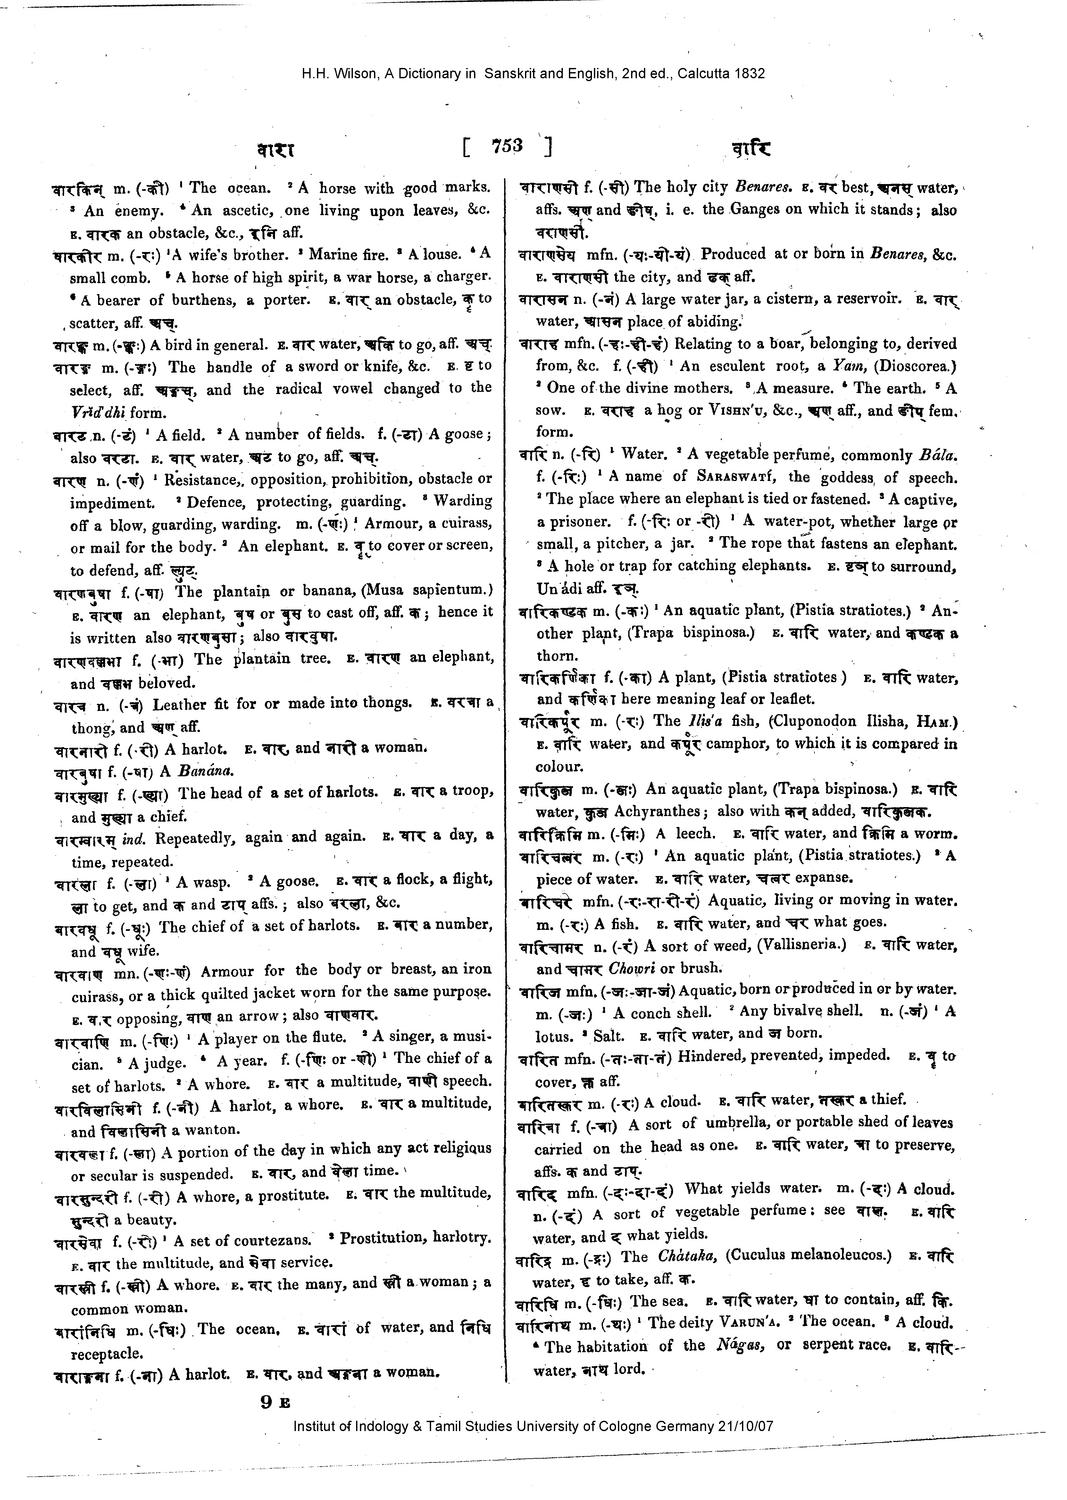 H.H. Wilson, A Dictionary in Sanskrit and English, 2nd ed., Calcutta 1832
वारा [ 753 ] वारि
वारकिन् m. (-की) ¹ The ocean. ² A horse with good marks.
³ An enemy. ⁴ An ascetic, one living upon leaves, &c.
E. वारक an obstacle, &c., इनि aff.
वारकीर m. (-रः) ¹ A wife's brother. ² Marine fire. ³ A louse. ⁴ A
small comb. ⁵ A horse of high spirit, a war horse, a charger.
⁶ A bearer of burthens, a porter. E. वार् an obstacle, कॄ to
scatter, aff. अच्.
वारङ्क m. (-ङ्कः) A bird in general. E. वार water, अकि to go, aff. अच्
वारङ्ग m. (-ङ्गः) The handle of a sword or knife, &c. E. वृ to
select, aff. अङ्गच्, and the radical vowel changed to the
Vrĭddhi form.
वारट n. (-टं) ¹ A field. ² A number of fields. f. (-टा) A goose;
also वरटा. E. वार् water, अट to go, aff. अच्.
वारण n. (-णं) ¹ Resistance, opposition, prohibition, obstacle or
impediment. ² Defence, protecting, guarding. ³ Warding
off a blow, guarding, warding. m. (-णः) ¹ Armour, a cuirass,
or mail for the body. ² An elephant. E. वृ to cover or screen,
to defend, aff. ल्युट्.
वारणबुषा f. (-षा) The plantain or banana, (Musa sapientum.)
E. वारण an elephant, बुष or बुस to cast off, aff. क; hence it
is written also वारणबुसा; also वारवुषा.
वारणवल्लभा f. (-भा) The plantain tree. E. वारण an elephant,
and वल्लभ beloved.
वारत्र n. (-त्रं) Leather fit for or made into thongs. E. वरत्रा a
thong, and अण aff.
वारनारी f. (-री) A harlot. E. वार, and नारी a woman.
वारबुषा f. (-षा) A Banána.
वारमुख्या f. (-ख्या) The head of a set of harlots. E. वार a troop,
and मुख्या a chief.
वारम्वारम् ind. Repeatedly, again and again. E. वार a day, a
time, repeated.
वारला f. (-ला) ¹ A wasp. ² A goose. E. वार a flock, a flight,
ला to get, and क and टाप् affs.; also वरला, &c.
वारवधू f. (-धूः) The chief of a set of harlots. E. वार a number,
and वधू wife.
वारवाण mn. (-णः-णं) Armour for the body or breast, an iron
cuirass, or a thick quilted jacket worn for the same purpose.
E. वार opposing, वाण an arrow; also वाणवार.
वारवाणि m. (-णिः) ¹ A player on the flute. ² A singer, a musi-
cian. ³ A judge. ⁴ A year. f. (-णिः or -णी) ¹ The chief of a
set of harlots. ² A whore. E. वार a multitude, वाणी speech.
वारविलासिनी f. (-नी) A harlot, a whore. E. वार a multitude,
and विलासिनी a wanton.
वारवेला f. (-ला) A portion of the day in which any act religious
or secular is suspended. E. वार, and वेला time.
वारसुन्दरी f. (-री) A whore, a prostitute. E. वार the multitude,
सुन्दरी a beauty.
वारसेवा f. (-वा) ¹ A set of courtezans. ² Prostitution, harlotry.
E. वार the multitude, and सेवा service.
वारस्त्री f. (-स्त्री) A whore. E. वार the many, and स्त्री a woman; a
common woman.
वारांनिधि m. (-धिः) The ocean, E. वारां of water, and निधि
receptacle.
वाराङ्गना f. (-ना) A harlot. E. वार, and अङ्गना a woman.
9 E
वाराणसी f. (-सी) The holy city Benares. E. वर best, अनस् water,
affs. अण and ङीष्, i. e. the Ganges on which it stands; also
वराणसी.
वाराणसेय mfn. (-यः-यी-यं) Produced at or born in Benares, &c.
E. वाराणसी the city, and ढक् aff.
वारासन n. (-नं) A large water jar, a cistern, a reservoir. E. वार्
water, आसन place of abiding.
वाराह mfn. (-हः-ही-हं) Relating to a boar, belonging to, derived
from, &c. f. (-ही) ¹ An esculent root, a Yam, (Dioscorea.)
² One of the divine mothers. ³ A measure. ⁴ The earth. ⁵ A
sow. E. वराह a hog or VISHṆU, &c., अण् aff., and ङीप् fem.
form.
वारि n. (-रि) ¹ Water. ² A vegetable perfume, commonly Bála.
f. (-रिः) ¹ A name of SARASWATÍ, the goddess of speech.
² The place where an elephant is tied or fastened. ³ A captive,
a prisoner. f. (-रिः or -री) ¹ A water-pot, whether large or
small, a pitcher, a jar. ² The rope that fastens an elephant.
³ A hole or trap for catching elephants. E. वृञ् to surround,
Uṅádi aff. इञ्.
वारिकण्टक m. (-कः) ¹ An aquatic plant, (Pistia stratiotes.) ² An-
other plant, (Trapa bispinosa.) E. वारि water, and कण्टक a
thorn.
वारिकर्णिका f. (-का) A plant, (Pistia stratiotes) E. वारि water,
and कर्णिका here meaning leaf or leaflet.
वारिकर्पूर m. (-रः) The Ilis'a fish, (Cluponodon Ilisha, HAM.)
E. वारि water, and कर्पूर camphor, to which it is compared in
colour.
वारिकुब्ज m. (-ब्जः) An aquatic plant, (Trapa bispinosa.) E. वारि
water, कुब्ज Achyranthes; also with कन् added, वारिकुब्जक.
वारिक्रिमि m. (-मिः) A leech. E. वारि water, and क्रिमि a worm.
वारिचत्वर m. (-रः) ¹ An aquatic plant, (Pistia stratiotes.) ² A
piece of water. E. वारि water, चत्वर expanse.
वारिचर mfn. (-रः-रा-री-रं) Aquatic, living or moving in water.
m. (-रः) A fish. E. वारि water, and चर what goes.
वारिचामर n. (-रं) A sort of weed, (Vallisneria.) E. वारि water,
and चामर Chowri or brush.
वारिज mfn. (-जः-जा-जं) Aquatic, born or produced in or by water.
m. (-जः) ¹ A conch shell. ² Any bivalve shell. n. (-जं) ¹ A
lotus. ² Salt. E. वारि water, and ज born.
वारित mfn. (-तः-ता-तं) Hindered, prevented, impeded. E. वृ to
cover, क्त aff.
वारितस्कर m. (-रः) A cloud. E. वारि water, तस्कर a thief.
वारित्रा f. (-त्रा) A sort of umbrella, or portable shed of leaves
carried on the head as one. E. वारि water, त्रा to preserve,
affs. क and टाप्.
वारिद mfn. (-दः-दा-दं) What yields water. m. (-दः) A cloud.
n. (-दं) A sort of vegetable perfume: see वाल. E. वारि
water, and द what yields.
वारिद्र m. (-द्रः) The Chátaka, (Cuculus melanoleucos.) E. वारि
water, द्र to take, aff. क.
वारिधि m. (-धिः) The sea. E. वारि water, धा to contain, aff. कि.
वारिनाथ m. (-थः) ¹ The deity VARUṆA. ² The ocean. ³ A cloud.
⁴ The habitation of the Nágas, or serpent race. E. वारि
water, नाथ lord.
Institut of Indology & Tamil Studies University of Cologne Germany 21/10/07